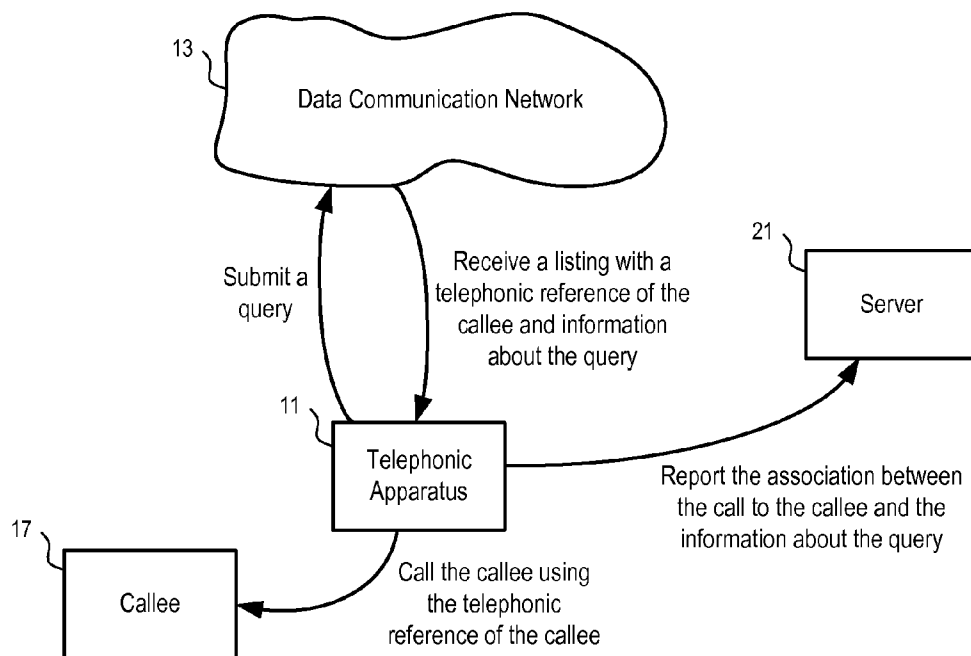 13
Data Communication Network
Submit a
query
Receive a listing with a
telephonic reference of the
callee and information
about the query
21
Server
11
Telephonic
Apparatus
Report the association between
the call to the callee and the
information about the query
17
Callee
Call the callee using
the telephonic
reference of the callee